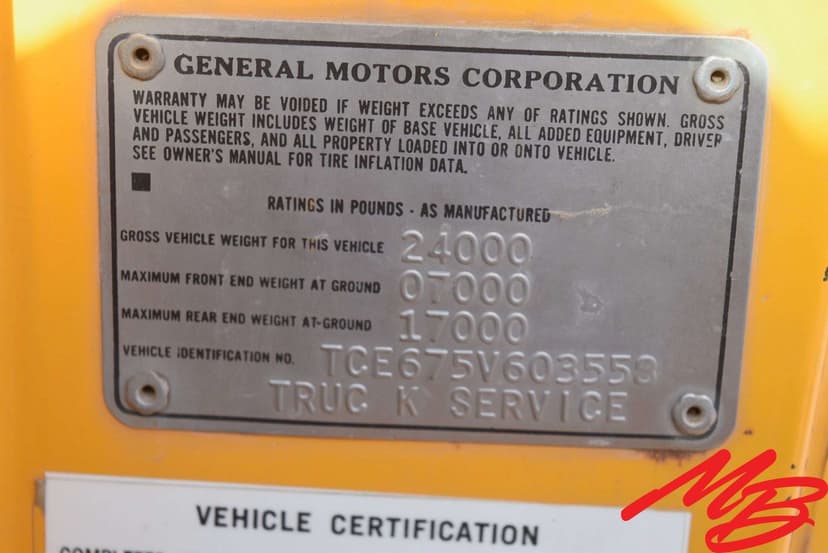 GENERAL MOTORS CORPORATION
WARRANTY MAY BE VOIDED IF WEIGHT EXCEEDS ANY OF RATINGS SHOWN. GROSS
VEHICLE WEIGHT INCLUDES WEIGHT OF BASE VEHICLE, ALL ADDED EQUIPMENT, DRIVER
AND PASSENGERS, AND ALL PROPERTY LOADED INTO OR ONTO VEHICLE.
SEE OWNER'S MANUAL FOR TIRE INFLATION DATA.
RATINGS IN POUNDS - AS MANUFACTURED
GROSS VEHICLE WEIGHT FOR THIS VEHICLE 24000
MAXIMUM FRONT END WEIGHT AT GROUND 07000
MAXIMUM REAR END WEIGHT AT-GROUND 17000
VEHICLE IDENTIFICATION NO. TCE675V603558
TRUC K SERVICE
VEHICLE CERTIFICATION
MB